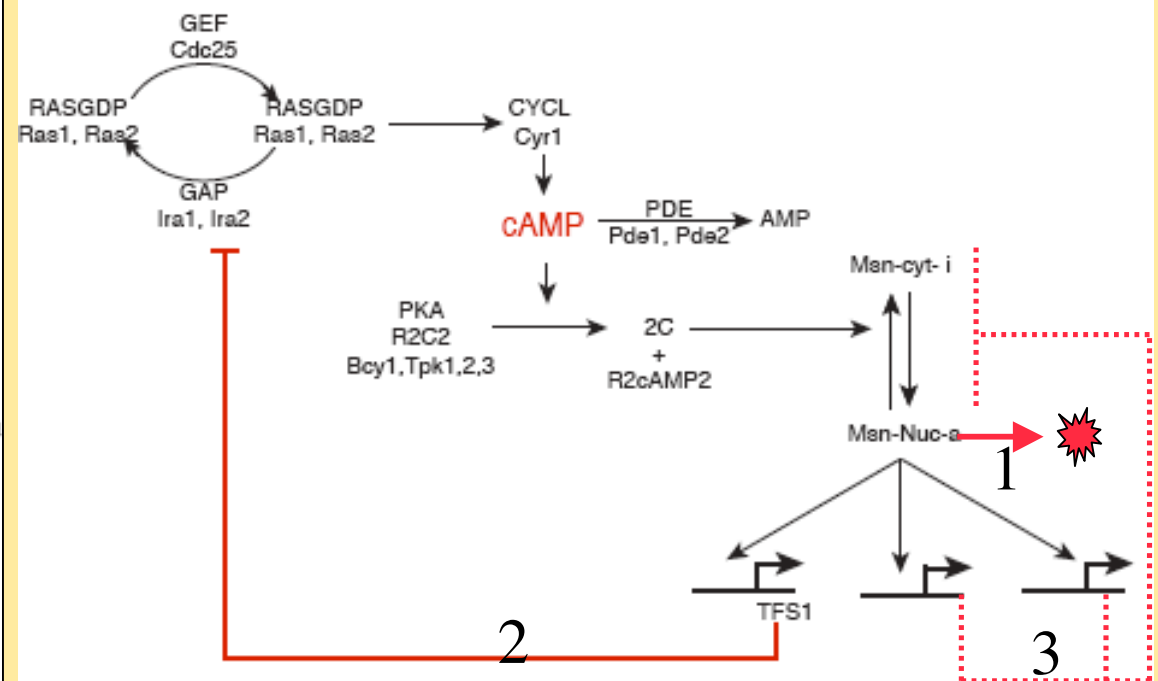 GEF
Cdc25
RASGDP
Ras1, Ras2
RASGDP
Ras1, Ras2
GAP
Ira1, Ira2
CYCL
Cyr1
cAMP
PDE
Pde1, Pde2
AMP
Msn-cyt- i
PKA
R2C2
Bcy1,Tpk1,2,3
2C
+
R2cAMP2
Msn-Nuc-a
1
TFS1
2
3